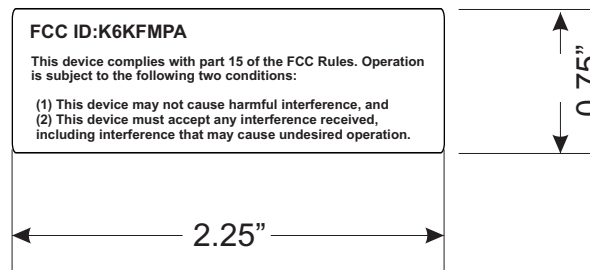 FCC ID:K6KFMPA
This device complies with part 15 of the FCC Rules. Operation
is subject to the following two conditions:
(1) This device may not cause harmful interference, and
(2) This device must accept any interference received,
including interference that may cause undesired operation.
0.75”
2.25”